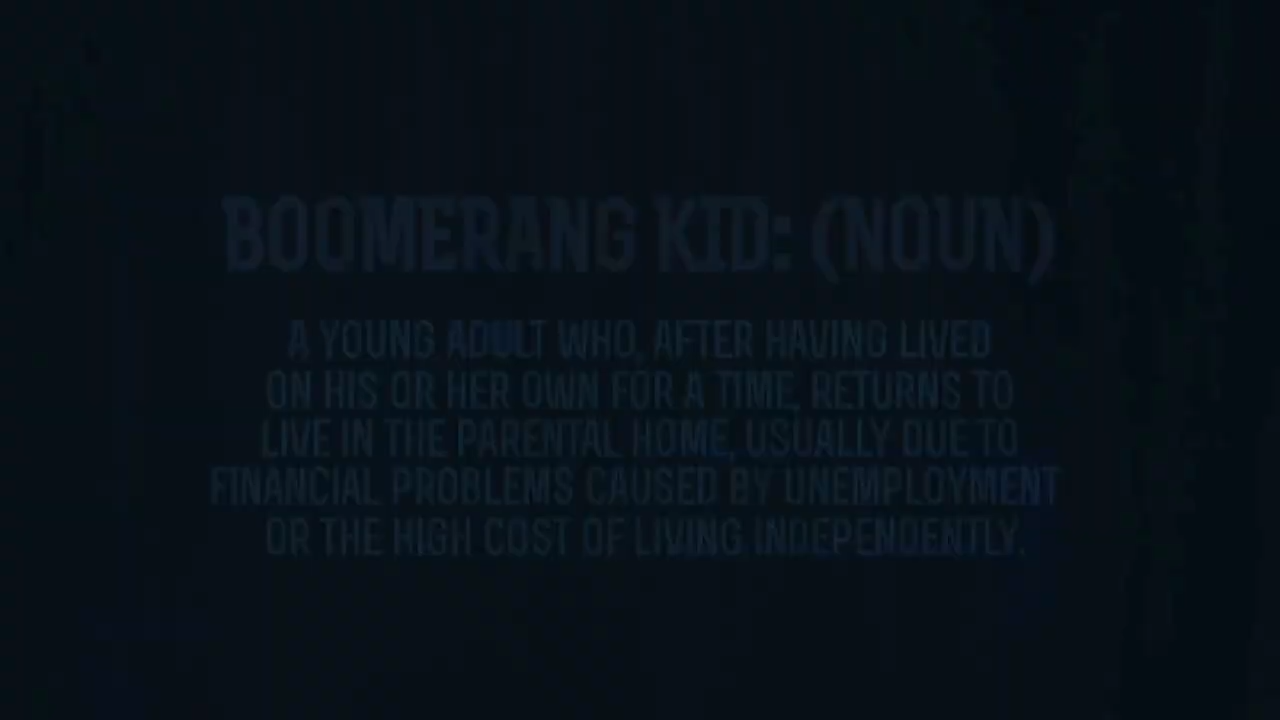 BOOMERANG KID: (NOUN)
A YOUNG ADULT WHO, AFTER HAVING LIVED
ON HIS OR HER OWN FOR A TIME, RETURNS TO
LIVE IN THE PARENTAL HOME, USUALLY DUE TO
FINANCIAL PROBLEMS CAUSED BY UNEMPLOYMENT
OR THE HIGH COST OF LIVING INDEPENDENTLY.